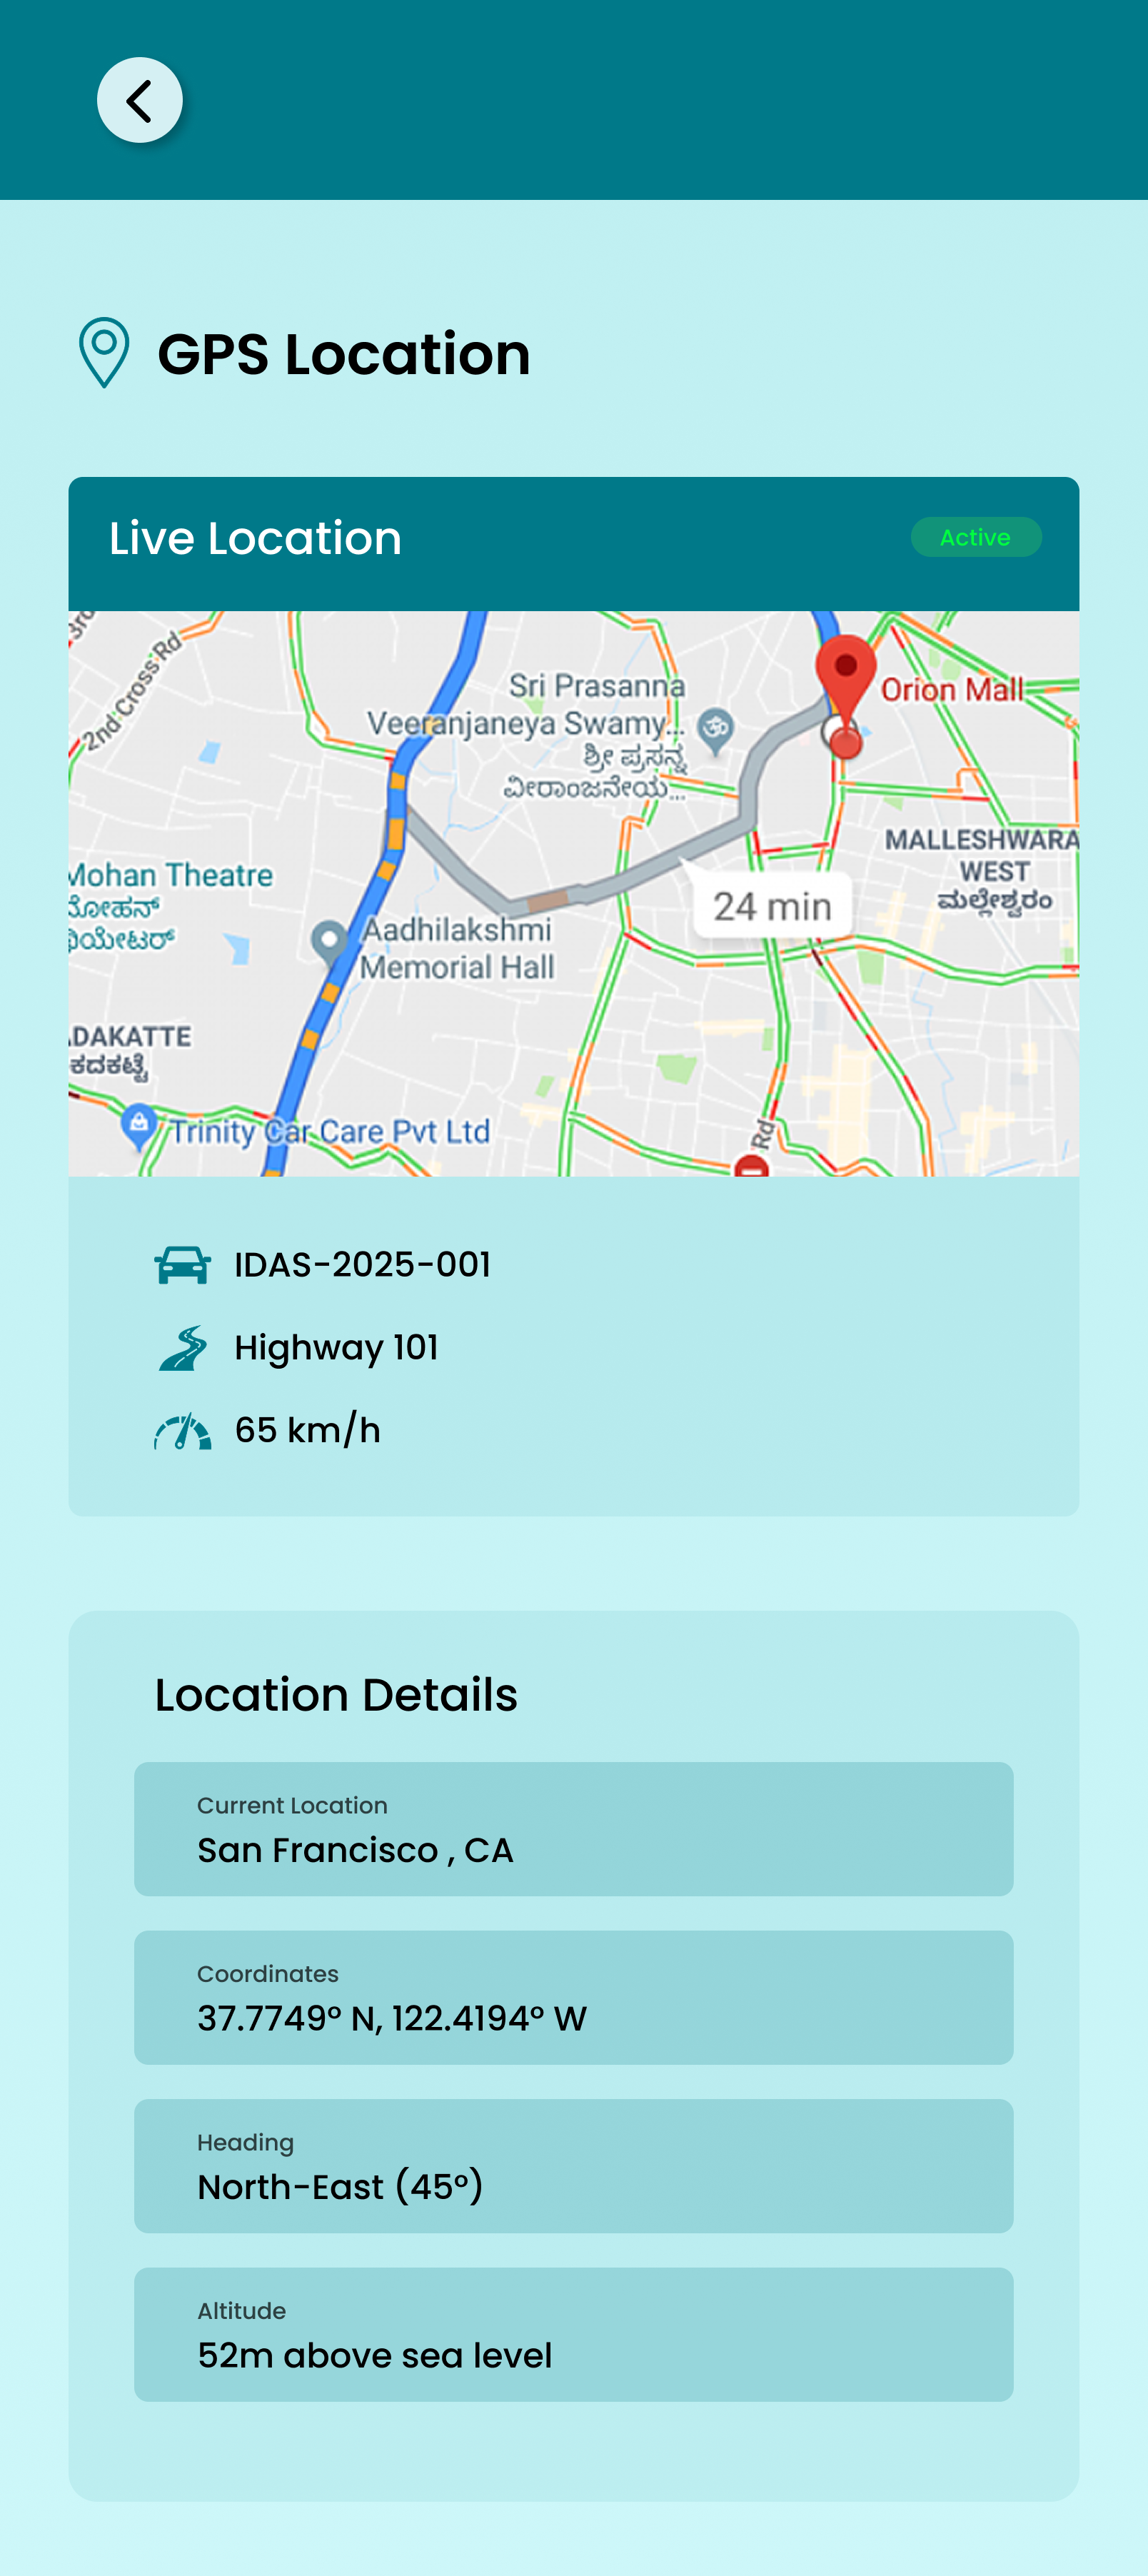 GPS Location
Live Location
Active
3rd
2nd Cross Rd
Sri Prasanna
Veeranjaneya Swamy...
ಶ್ರೀ ಪ್ರಸನ್ನ
ವೀರಾಂಜನೇಯ...
Orion Mall
MALLESHWARA
WEST
ಮಲ್ಲೇಶ್ವರಂ
Mohan Theatre
ಮೋಹನ್
ಥಿಯೇಟರ್
24 min
Aadhilakshmi
Memorial Hall
ADAKATTE
ಕದಕಟ್ಟೆ
Trinity Car Care Pvt Ltd
Rd
IDAS-2025-001
Highway 101
65 km/h
Location Details
Current Location
San Francisco , CA
Coordinates
37.7749° N, 122.4194° W
Heading
North-East (45°)
Altitude
52m above sea level